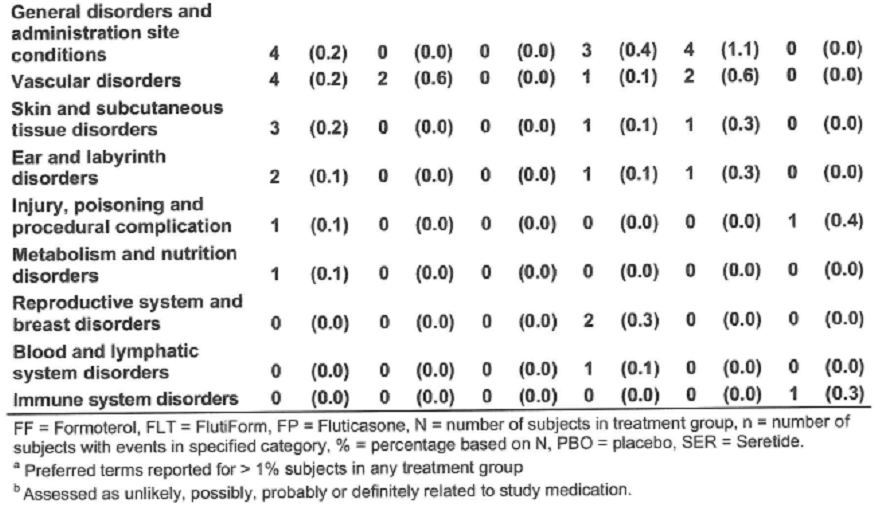 General disorders and
administration site
conditions 4 (0.2) 0 (0.0) 0 (0.0) 3 (0.4) 4 (1.1) 0 (0.0)
Vascular disorders 4 (0.2) 2 (0.6) 0 (0.0) 1 (0.1) 2 (0.6) 0 (0.0)
Skin and subcutaneous
tissue disorders 3 (0.2) 0 (0.0) 0 (0.0) 1 (0.1) 1 (0.3) 0 (0.0)
Ear and labyrinth
disorders 2 (0.1) 0 (0.0) 0 (0.0) 1 (0.1) 1 (0.3) 0 (0.0)
Injury, poisoning and
procedural complication 1 (0.1) 0 (0.0) 0 (0.0) 0 (0.0) 0 (0.0) 1 (0.4)
Metabolism and nutrition
disorders 1 (0.1) 0 (0.0) 0 (0.0) 0 (0.0) 0 (0.0) 0 (0.0)
Reproductive system and
breast disorders 0 (0.0) 0 (0.0) 0 (0.0) 2 (0.3) 0 (0.0) 0 (0.0)
Blood and lymphatic
system disorders 0 (0.0) 0 (0.0) 0 (0.0) 1 (0.1) 0 (0.0) 0 (0.0)
Immune system disorders 0 (0.0) 0 (0.0) 0 (0.0) 0 (0.0) 0 (0.0) 1 (0.3)
FF = Formoterol, FLT = FlutiForm, FP = Fluticasone, N = number of subjects in treatment group, n = number of
subjects with events in specified category, % = percentage based on N, PBO = placebo, SER = Seretide.
a Preferred terms reported for > 1% subjects in any treatment group
b Assessed as unlikely, possibly, probably or definitely related to study medication.